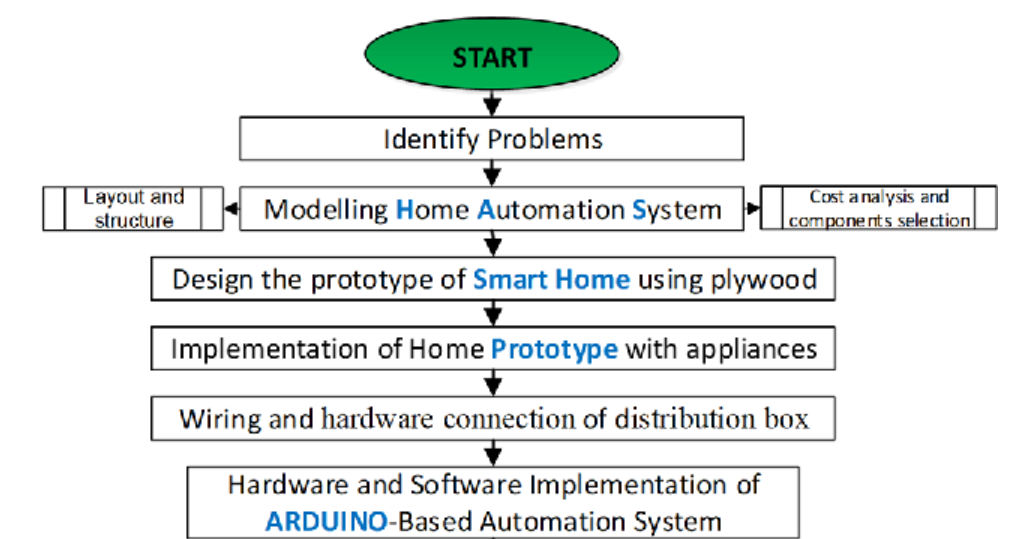 START
Identify Problems
Layout and
structure
Modelling Home Automation System
Cost analysis and
components selection
Design the prototype of Smart Home using plywood
Implementation of Home Prototype with appliances
Wiring and hardware connection of distribution box
Hardware and Software Implementation of
ARDUINO-Based Automation System